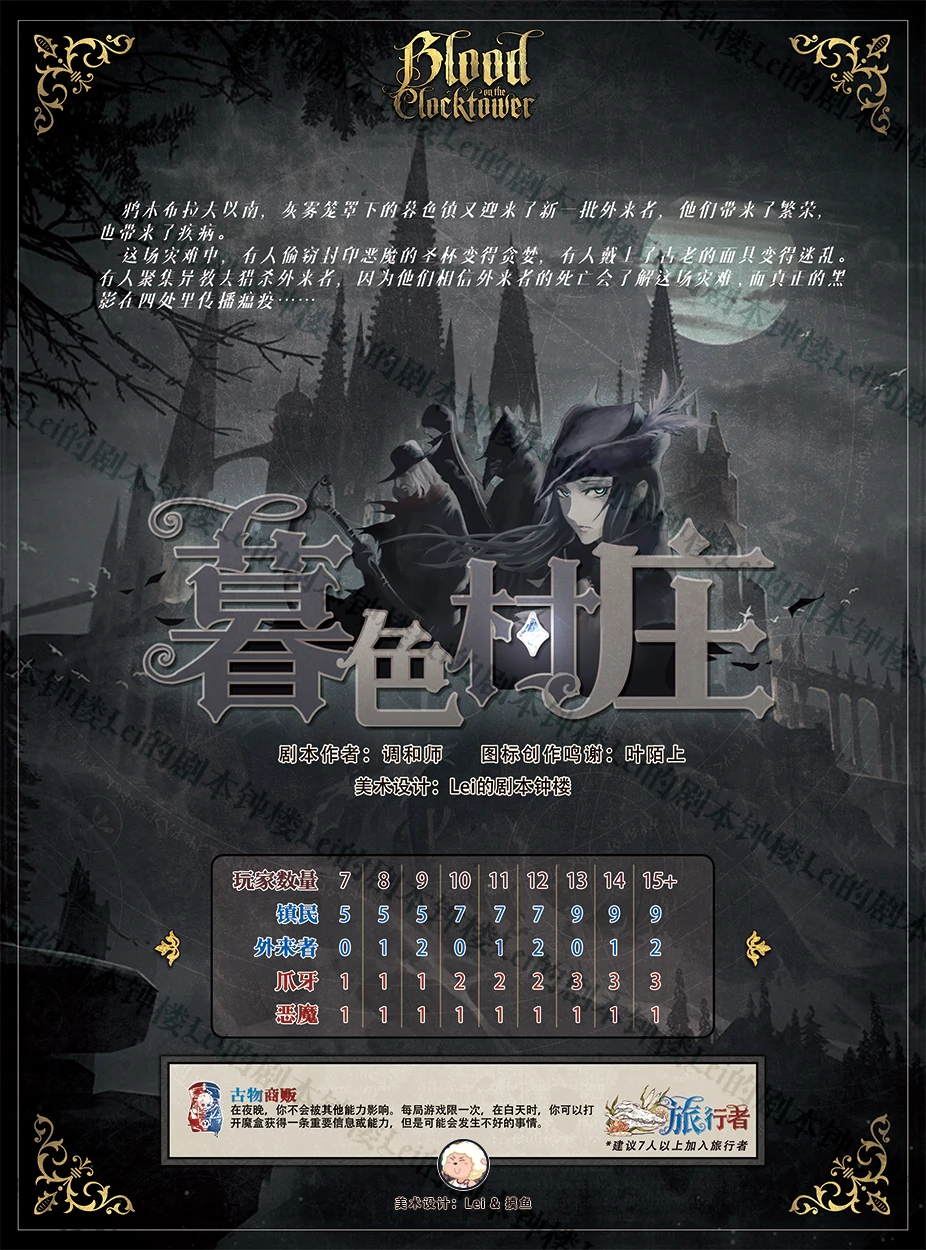 Blood
on the
Clocktower
鸦木布拉夫以南，灰雾笼罩下的暮色镇又迎来了新一批外来者，他们带来了繁荣，
也带来了疾病。
这场灾难中，有人偷窃封印恶魔的圣杯变得贪婪，有人戴上了古老的面具变得迷乱。
有人聚集异教去猎杀外来者，因为他们相信外来者的死亡会了解这场灾难，而真正的黑
影在四处里传播瘟疫……
暮色村庄
剧本作者：调和师 图标创作鸣谢：叶陌上
美术设计：Lei的剧本钟楼
玩家数量 7 8 9 10 11 12 13 14 15+
镇民 5 5 5 7 7 7 9 9 9
外来者 0 1 2 0 1 2 0 1 2
爪牙 1 1 1 2 2 2 3 3 3
恶魔 1 1 1 1 1 1 1 1 1
古物商贩
在夜晚，你不会被其他能力影响。每局游戏限一次，在白天时，你可以打
开魔盒获得一条重要信息或能力，但是可能会发生不好的事情。
旅行者
*建议7人以上加入旅行者
美术设计：Lei & 摸鱼
Lei的剧本钟楼